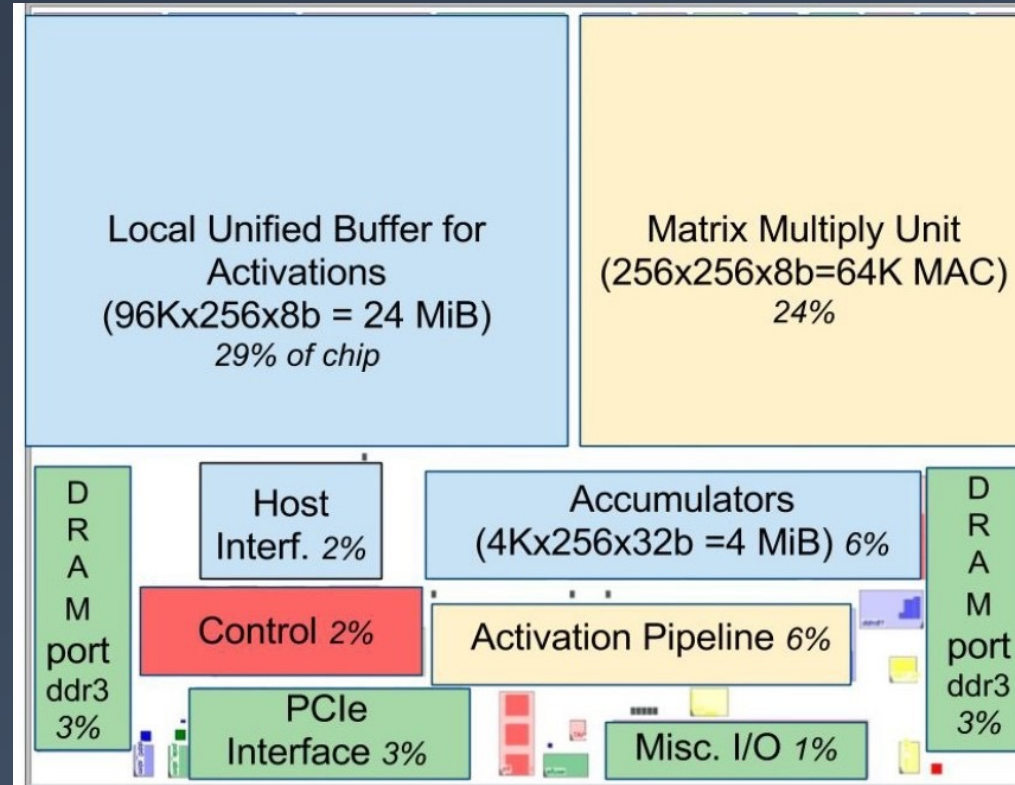 Local Unified Buffer for
Activations
(96Kx256x8b = 24 MiB)
29% of chip
Matrix Multiply Unit
(256x256x8b=64K MAC)
24%
D
R
A
M
port
ddr3
3%
Host
Interf. 2%
Accumulators
(4Kx256x32b =4 MiB) 6%
D
R
A
M
port
ddr3
3%
Control 2%
Activation Pipeline 6%
PCIe
Interface 3%
Misc. I/O 1%